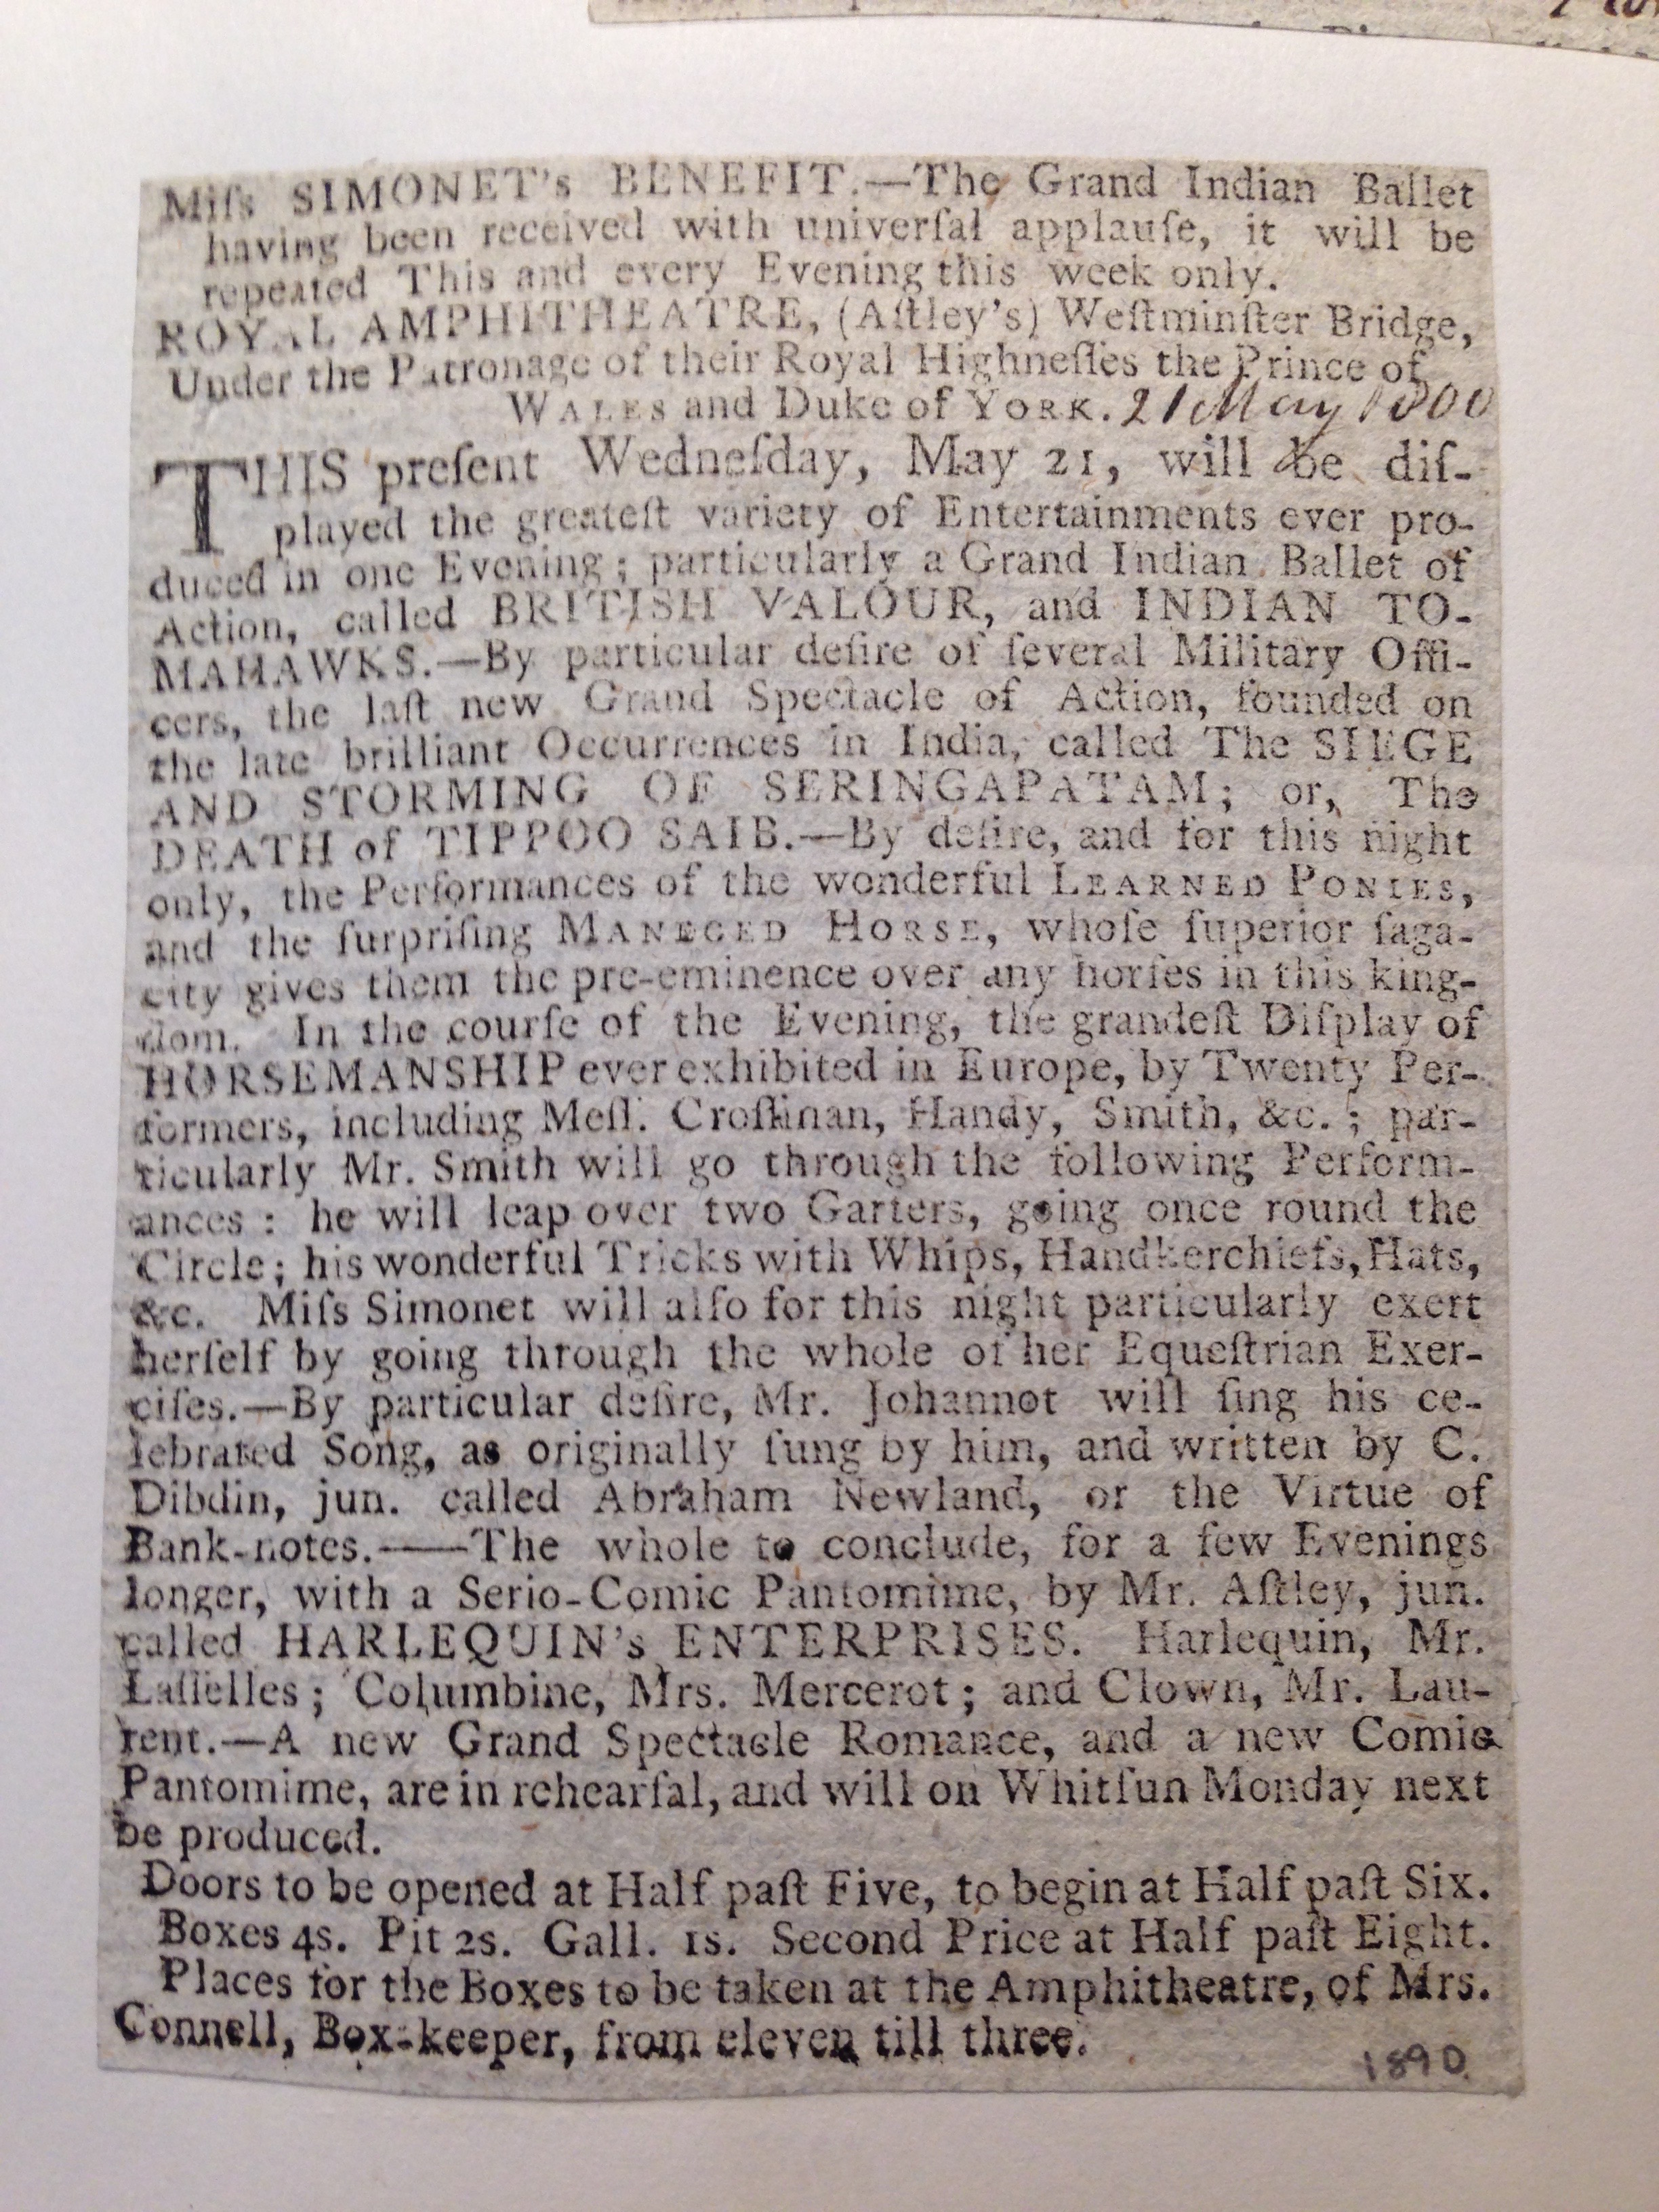 Miſs SIMONET's BENEFIT.—The Grand Indian Ballet
having been received with univerſal applauſe, it will be
repeated This and every Evening this week only.
ROYAL AMPHITHEATRE, (Aſtley's) Weſtminſter Bridge,
Under the Patronage of their Royal Highneſſes the Prince of
WALES and Duke of YORK. 21 May 1800
THIS preſent Wedneſday, May 21, will be diſ-
played the greateſt variety of Entertainments ever pro-
duced in one Evening; particularly a Grand Indian Ballet of
Action, called BRITISH VALOUR, and INDIAN TO-
MAHAWKS.—By particular deſire of ſeveral Military Offi-
cers, the laſt new Grand Spectacle of Action, founded on
the late brilliant Occurrences in India, called The SIEGE
AND STORMING OF SERINGAPATAM; or, The
DEATH of TIPPOO SAIB.—By deſire, and for this night
only, the Performances of the wonderful LEARNED PONIES,
and the ſurpriſing MANEGED HORSE, whoſe ſuperior ſaga-
city gives them the pre-eminence over any horſes in this king-
dom. In the courſe of the Evening, the grandeſt Diſplay of
HORSEMANSHIP ever exhibited in Europe, by Twenty Per-
formers, including Meſſ. Croſſman, Handy, Smith, &c.; par-
ticularly Mr. Smith will go through the following Perform-
ances: he will leap over two Garters, going once round the
Circle; his wonderful Tricks with Whips, Handkerchiefs, Hats,
&c. Miſs Simonet will alſo for this night particularly exert
herſelf by going through the whole of her Equeſtrian Exer-
ciſes.—By particular deſire, Mr. Johannot will ſing his ce-
lebrated Song, as originally ſung by him, and written by C.
Dibdin, jun. called Abraham Newland, or the Virtue of
Bank-notes.——The whole to conclude, for a few Evenings
longer, with a Serio-Comic Pantomime, by Mr. Aſtley, jun.
called HARLEQUIN's ENTERPRISES. Harlequin, Mr.
Laſſelles; Columbine, Mrs. Mercerot; and Clown, Mr. Lau-
rent.—A new Grand Spectacle Romance, and a new Comic
Pantomime, are in rehearſal, and will on Whitſun Monday next
be produced.
Doors to be opened at Half paſt Five, to begin at Half paſt Six.
Boxes 4s. Pit 2s. Gall. 1s. Second Price at Half paſt Eight.
Places for the Boxes to be taken at the Amphitheatre, of Mrs.
Connell, Box-keeper, from eleven till three.
1890